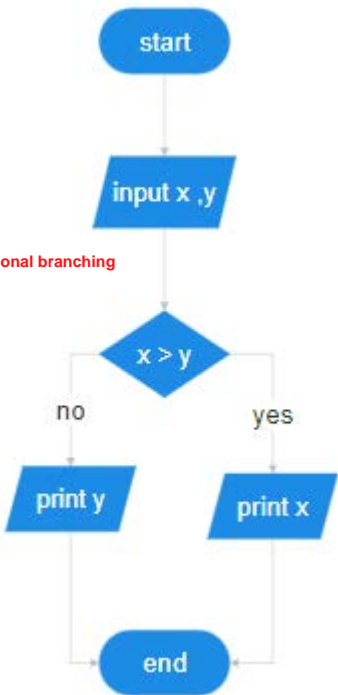 start
input x ,y
onal branching
x > y
no
yes
print y
print x
end